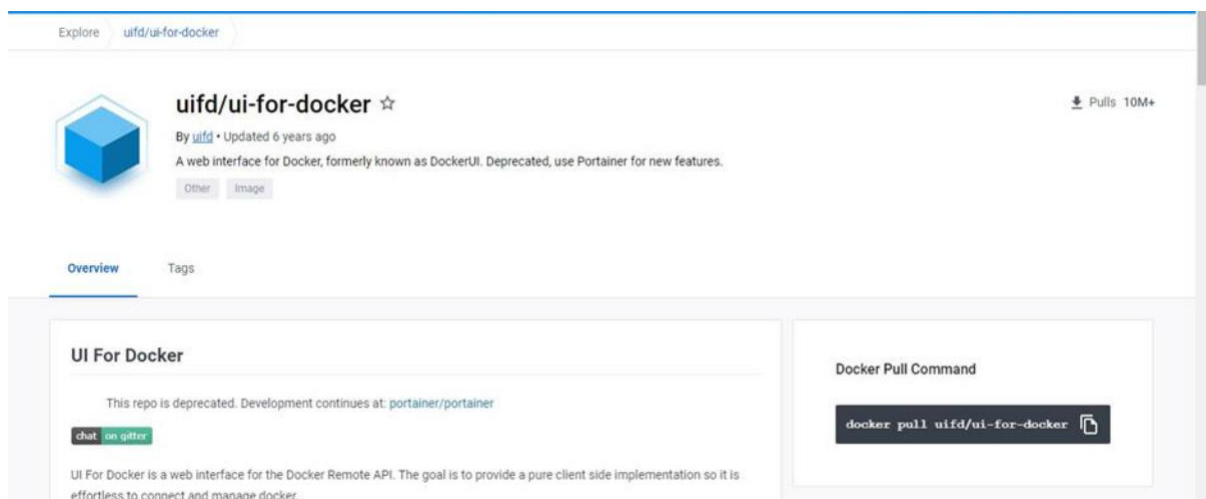 Explore uifd/ui-for-docker
uifd/ui-for-docker
Pulls 10M+
By uifd • Updated 6 years ago
A web interface for Docker, formerly known as DockerUI. Deprecated, use Portainer for new features.
Other Image
Overview Tags
UI For Docker
This repo is deprecated. Development continues at: portainer/portainer
chat on gitter
UI For Docker is a web interface for the Docker Remote API. The goal is to provide a pure client side implementation so it is
effortless to connect and manage docker.
Docker Pull Command
docker pull uifd/ui-for-docker